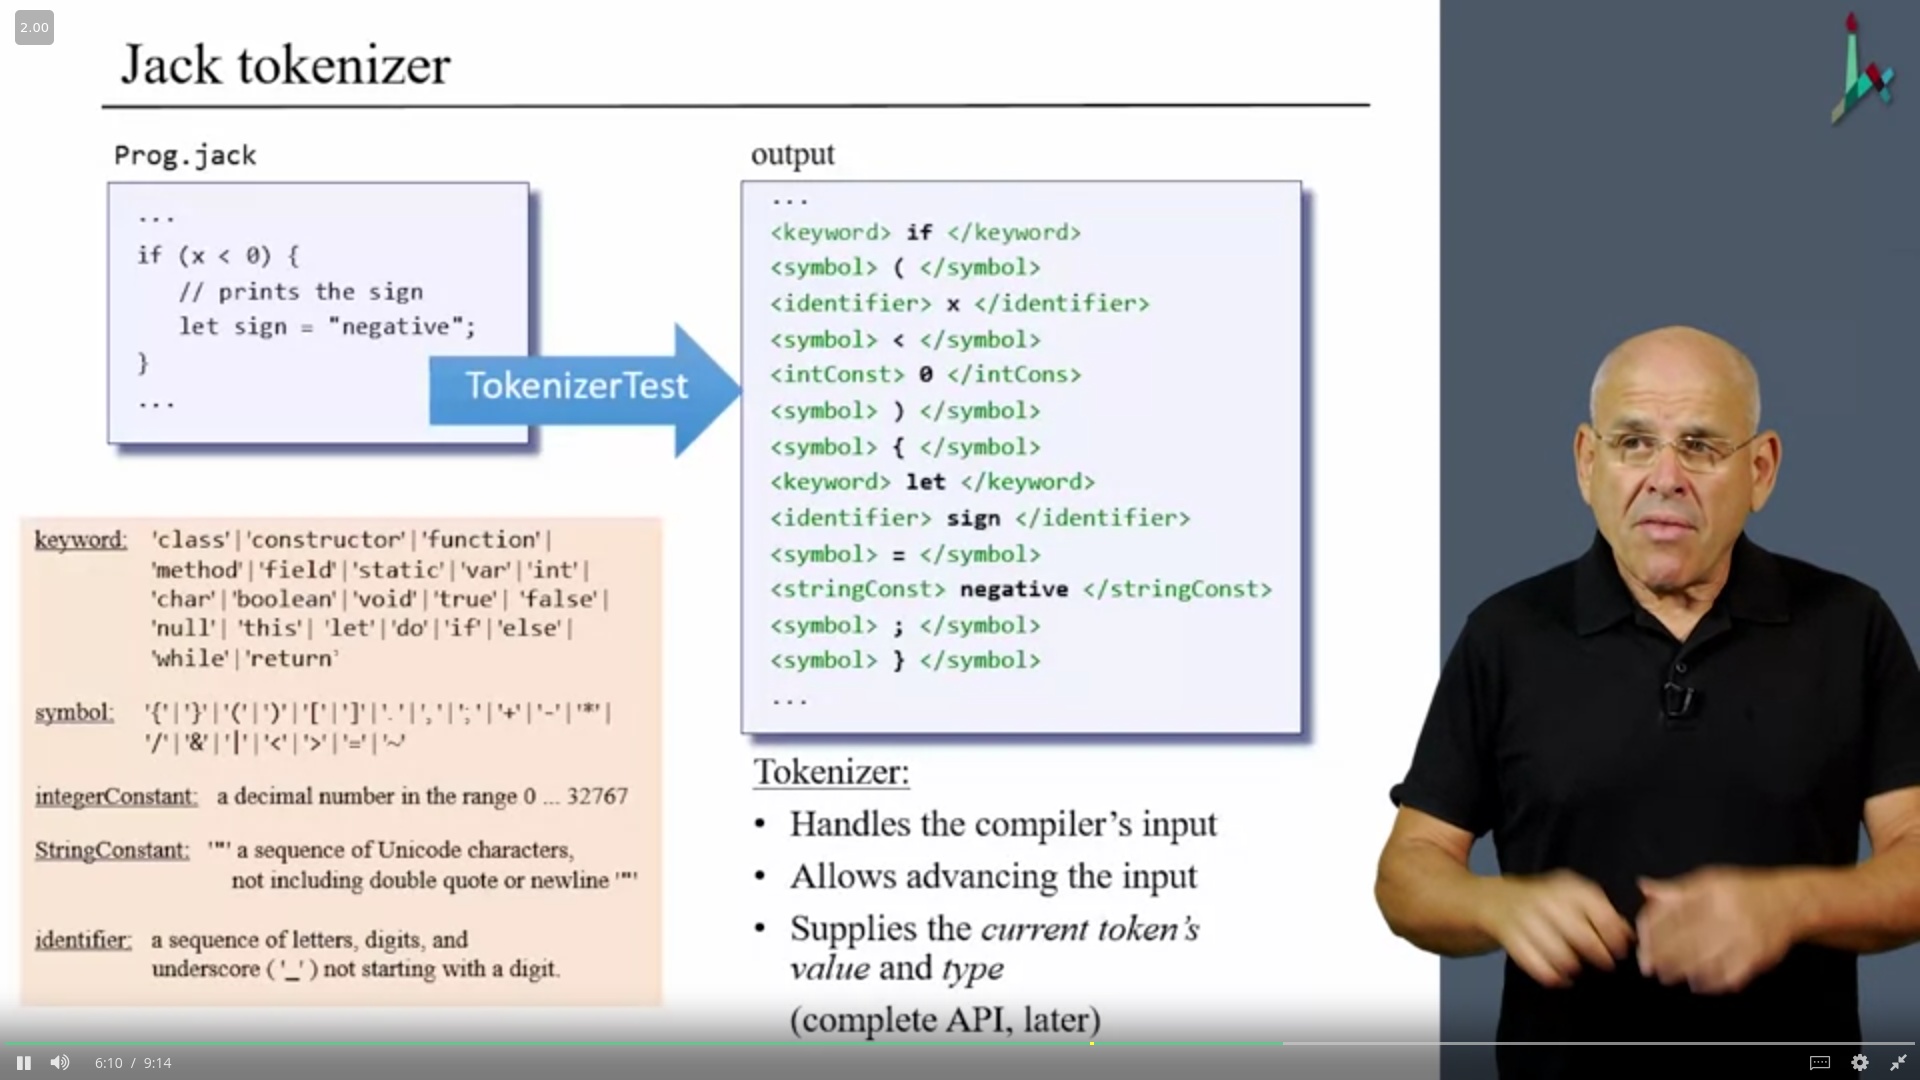 2.00
Jack tokenizer
Prog.jack
...
if (x < 0) {
// prints the sign
let sign = "negative";
}
...
TokenizerTest
output
...
<keyword> if </keyword>
<symbol> ( </symbol>
<identifier> x </identifier>
<symbol> < </symbol>
<intConst> 0 </intCons>
<symbol> ) </symbol>
<symbol> { </symbol>
<keyword> let </keyword>
<identifier> sign </identifier>
<symbol> = </symbol>
<stringConst> negative </stringConst>
<symbol> ; </symbol>
<symbol> } </symbol>
...
keyword: 'class'|'constructor'|'function'|
'method'|'field'|'static'|'var'|'int'|
'char'|'boolean'|'void'|'true'| 'false'|
'null'| 'this'| 'let'|'do'|'if'|'else'|
'while'|'return'
symbol: '{'|'}'|'('|')'|'['|']'|'.'|','|';'|'+'|'-'|'*'|
'/'|'&'|'|'|'<'|'>'|'='|'~'
integerConstant: a decimal number in the range 0 ... 32767
StringConstant: '"' a sequence of Unicode characters,
not including double quote or newline '"'
identifier: a sequence of letters, digits, and
underscore ( '_' ) not starting with a digit.
Tokenizer:
• Handles the compiler's input
• Allows advancing the input
• Supplies the current token's
value and type
(complete API, later)
6:10 / 9:14